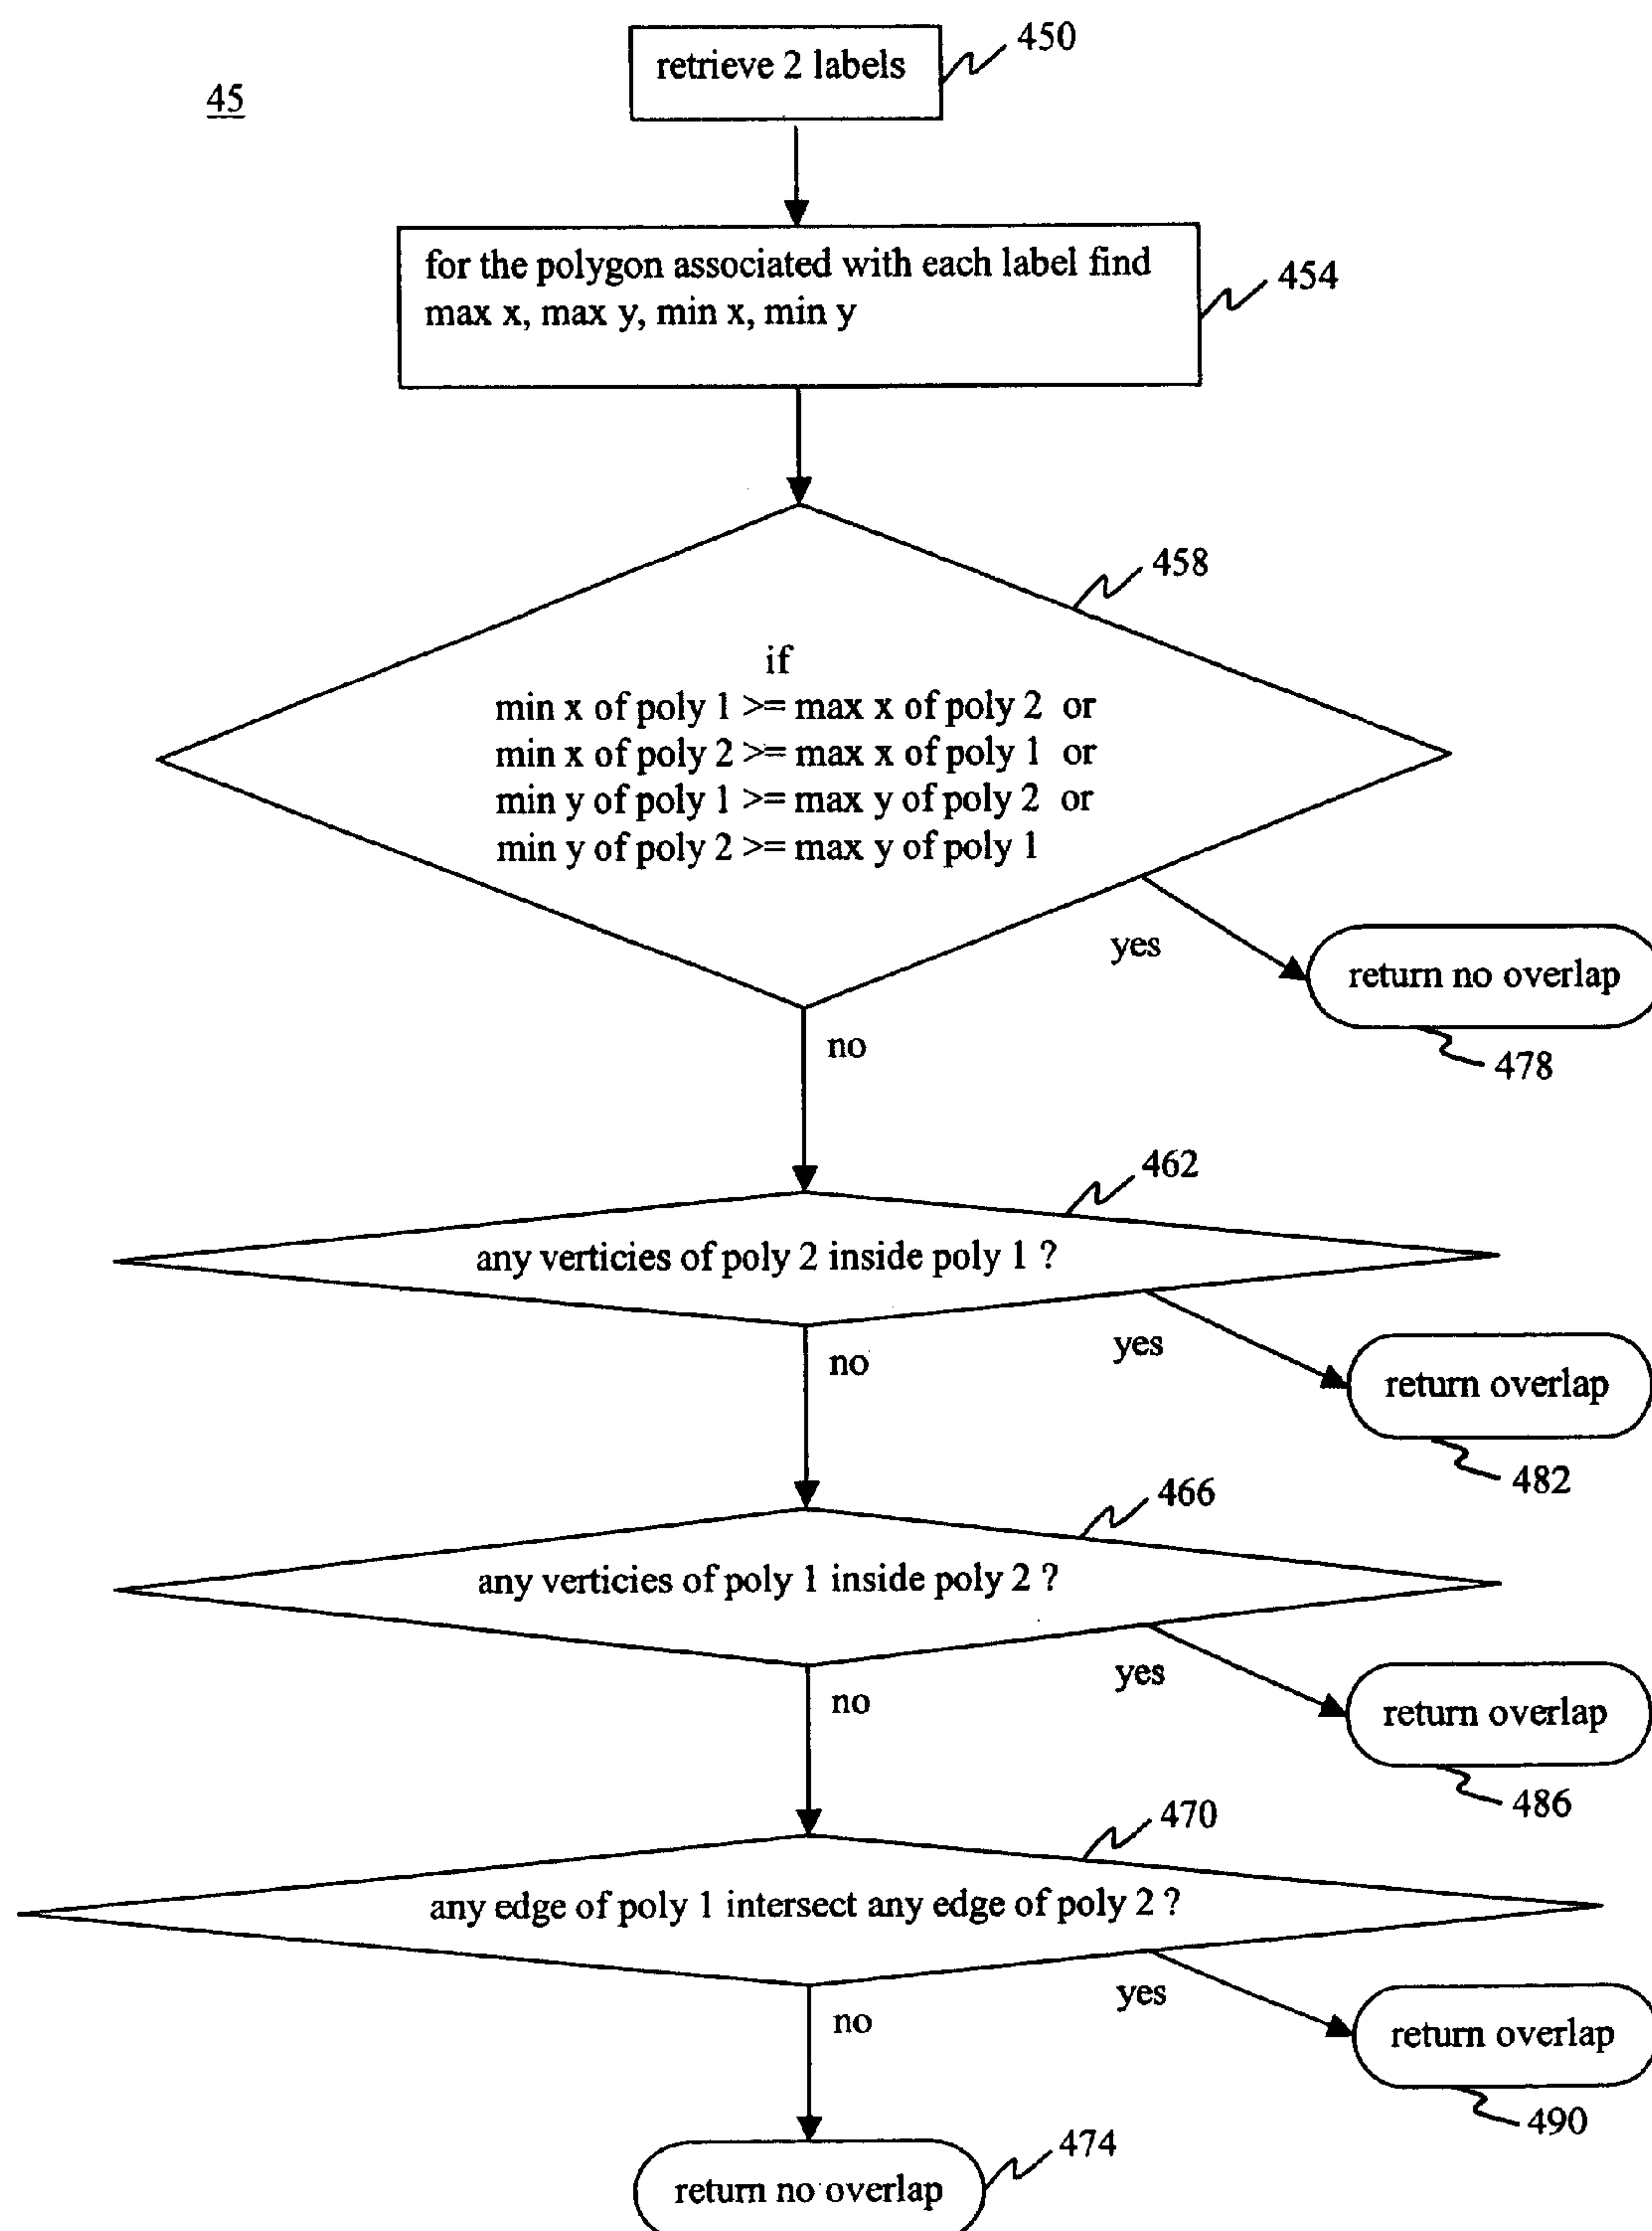 45
retrieve 2 labels
450
for the polygon associated with each label find
max x, max y, min x, min y
454
458
if
min x of poly 1 >= max x of poly 2 or
min x of poly 2 >= max x of poly 1 or
min y of poly 1 >= max y of poly 2 or
min y of poly 2 >= max y of poly 1
yes
return no overlap
478
no
462
any verticies of poly 2 inside poly 1 ?
yes
no
return overlap
482
466
any verticies of poly 1 inside poly 2 ?
yes
no
return overlap
486
470
any edge of poly 1 intersect any edge of poly 2 ?
yes
no
return overlap
490
474
return no overlap